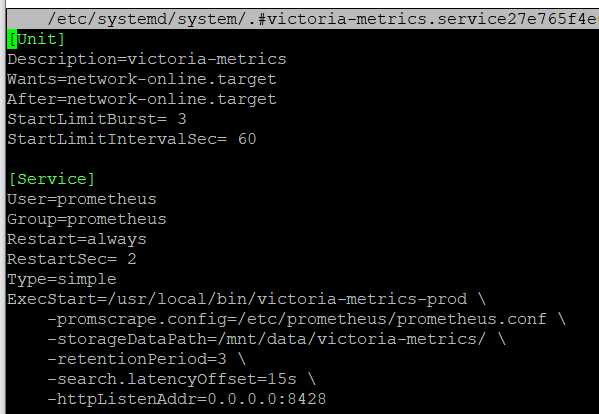 /etc/systemd/system/.#victoria-metrics.service27e765f4e
[Unit]
Description=victoria-metrics
Wants=network-online.target
After=network-online.target
StartLimitBurst= 3
StartLimitIntervalSec= 60
[Service]
User=prometheus
Group=prometheus
Restart=always
RestartSec= 2
Type=simple
ExecStart=/usr/local/bin/victoria-metrics-prod \
-promscrape.config=/etc/prometheus/prometheus.conf \
-storageDataPath=/mnt/data/victoria-metrics/ \
-retentionPeriod=3 \
-search.latencyOffset=15s \
-httpListenAddr=0.0.0.0:8428